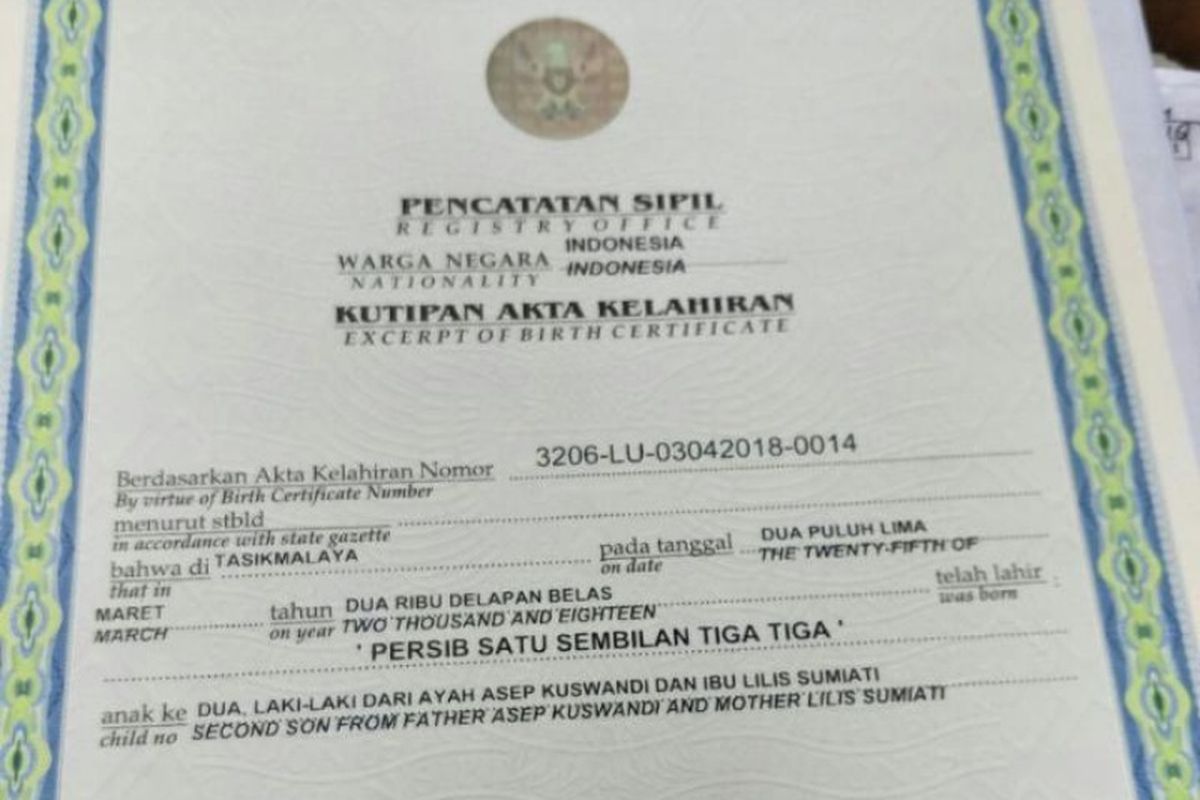 PENCATATAN SIPIL
REGISTRY OFFICE
WARGA NEGARA INDONESIA
NATIONALITY INDONESIA
KUTIPAN AKTA KELAHIRAN
EXCERPT OF BIRTH CERTIFICATE
Berdasarkan Akta Kelahiran Nomor 3206-LU-03042018-0014
By virtue of Birth Certificate Number
menurut stbld
in accordance with state gazette
bahwa di TASIKMALAYA pada tanggal DUA PULUH LIMA
that in on date THE TWENTY-FIFTH OF
MARET tahun DUA RIBU DELAPAN BELAS telah lahir :
MARCH on year TWO THOUSAND AND EIGHTEEN was born
' PERSIB SATU SEMBILAN TIGA TIGA '
anak ke DUA, LAKI-LAKI DARI AYAH ASEP KUSWANDI DAN IBU LILIS SUMIATI
child no SECOND SON FROM FATHER ASEP KUSWANDI AND MOTHER LILIS SUMIATI